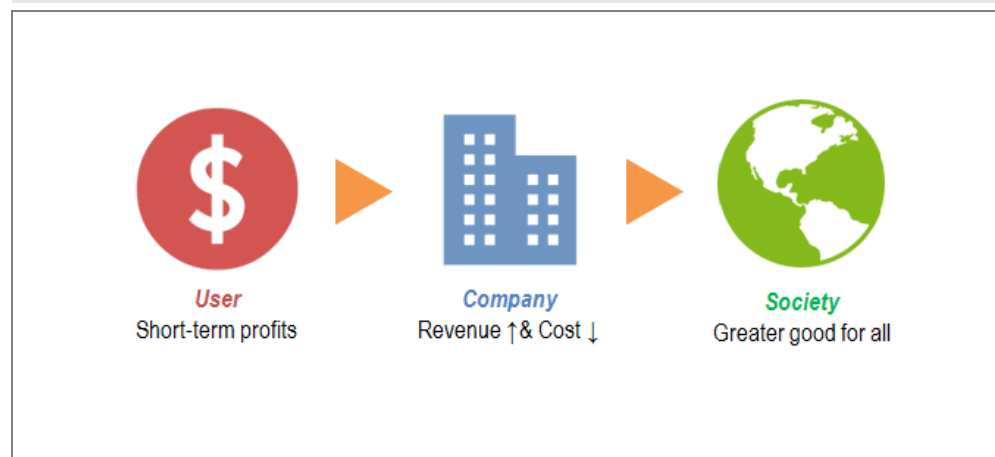 User
Short-term profits
Company
Revenue ↑& Cost ↓
Society
Greater good for all